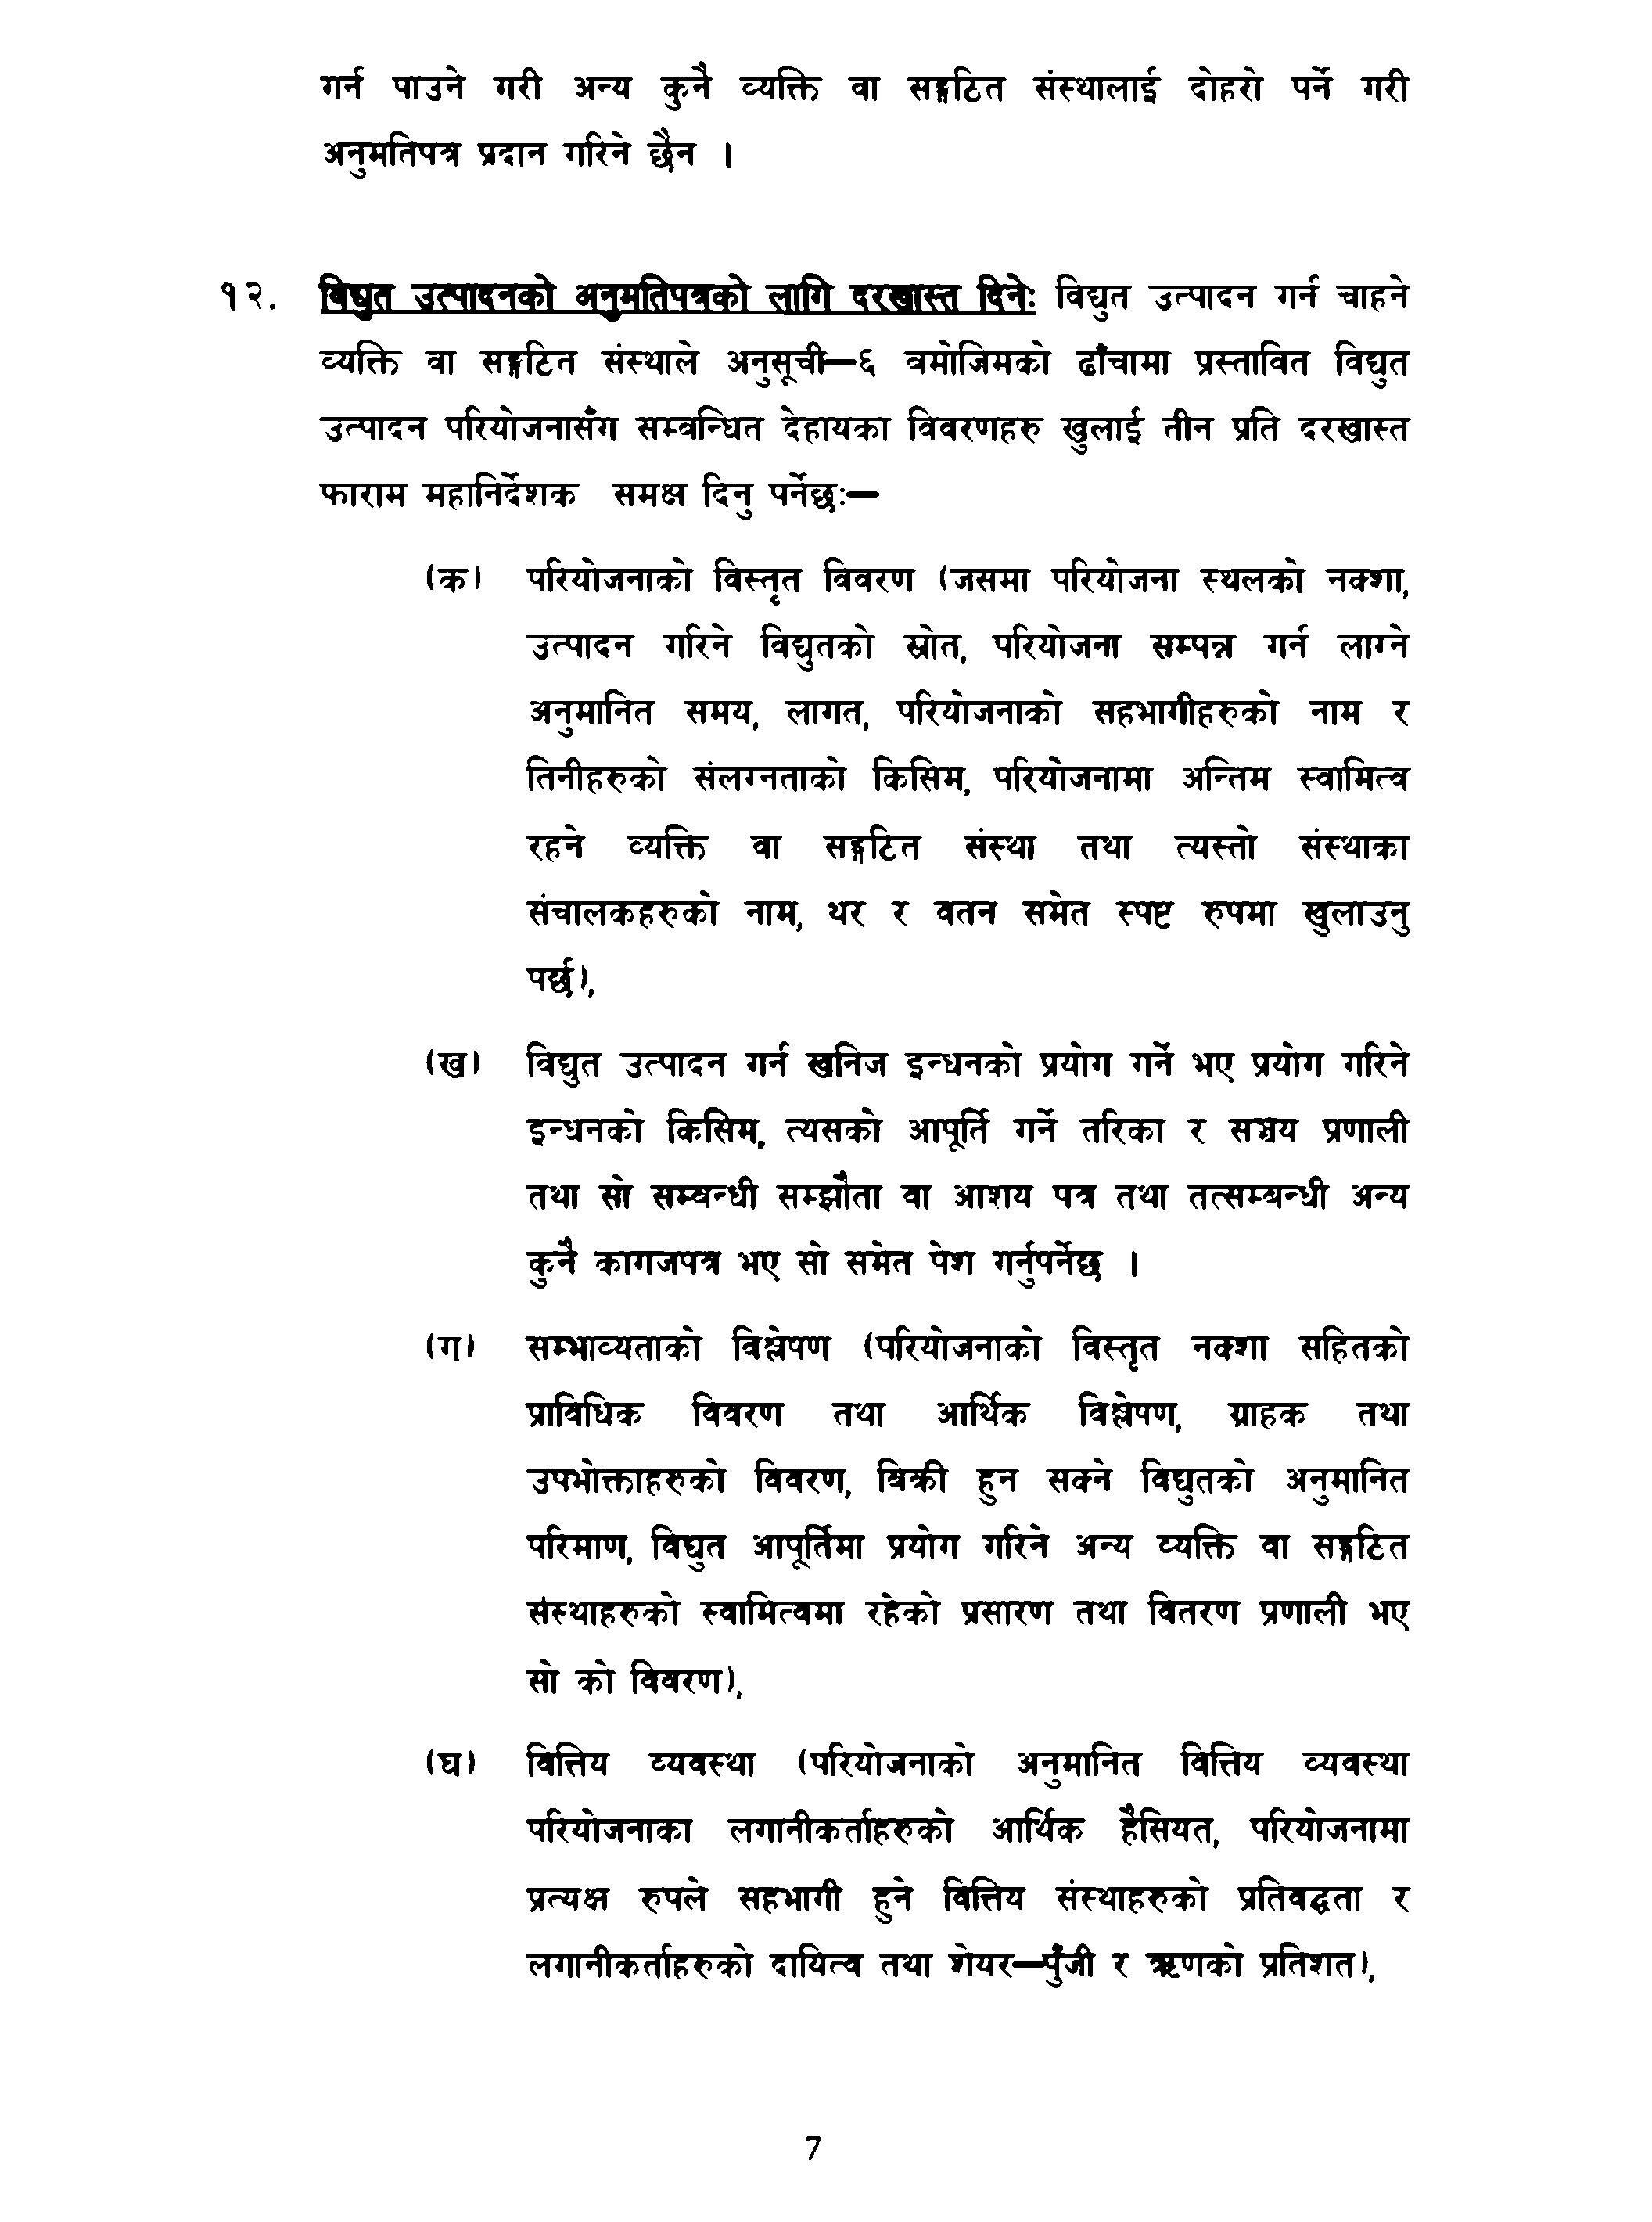 गर्न पाउने गरी अन्य कुनै व्यक्ति वा सङ्गठित संस्थालाई दोहरो पर्ने गरी
अनुमतिपत्र प्रदान गरिने छैन ।
१२. विद्युत उत्पादनको अनुमतिपत्रको लागि दरखास्त दिनेः विद्युत उत्पादन गर्न चाहने
व्यक्ति वा सङ्गठित संस्थाले अनुसूची–६ बमोजिमको ढाँचामा प्रस्तावित विद्युत
उत्पादन परियोजनासँग सम्बन्धित देहायका विवरणहरु खुलाई तीन प्रति दरखास्त
फाराम महानिर्देशक समक्ष दिनु पर्नेछः–
(क) परियोजनाको विस्तृत विवरण (जसमा परियोजना स्थलको नक्शा,
उत्पादन गरिने विद्युतको स्रोत, परियोजना सम्पन्न गर्न लाग्ने
अनुमानित समय, लागत, परियोजनाको सहभागीहरुको नाम र
तिनीहरुको संलग्नताको किसिम, परियोजनामा अन्तिम स्वामित्व
रहने व्यक्ति वा सङ्गठित संस्था तथा त्यस्तो संस्थाका
संचालकहरुको नाम, थर र वतन समेत स्पष्ट रुपमा खुलाउनु
पर्छ),
(ख) विद्युत उत्पादन गर्न खनिज इन्धनको प्रयोग गर्ने भए प्रयोग गरिने
इन्धनको किसिम, त्यसको आपूर्ति गर्ने तरिका र सञ्चय प्रणाली
तथा सो सम्बन्धी सम्झौता वा आशय पत्र तथा तत्सम्बन्धी अन्य
कुनै कागजपत्र भए सो समेत पेश गर्नुपर्नेछ ।
(ग) सम्भाव्यताको विश्लेषण (परियोजनाको विस्तृत नक्शा सहितको
प्राविधिक विवरण तथा आर्थिक विश्लेषण, ग्राहक तथा
उपभोक्ताहरुको विवरण, बिक्री हुन सक्ने विद्युतको अनुमानित
परिमाण, विद्युत आपूर्तिमा प्रयोग गरिने अन्य व्यक्ति वा सङ्गठित
संस्थाहरुको स्वामित्वमा रहेको प्रसारण तथा वितरण प्रणाली भए
सो को विवरण),
(घ) वित्तिय व्यवस्था (परियोजनाको अनुमानित वित्तिय व्यवस्था
परियोजनाका लगानीकर्ताहरुको आर्थिक हैसियत, परियोजनामा
प्रत्यक्ष रुपले सहभागी हुने वित्तिय संस्थाहरुको प्रतिवद्धता र
लगानीकर्ताहरुको दायित्व तथा शेयर–पुँजी र ऋणको प्रतिशत),
7